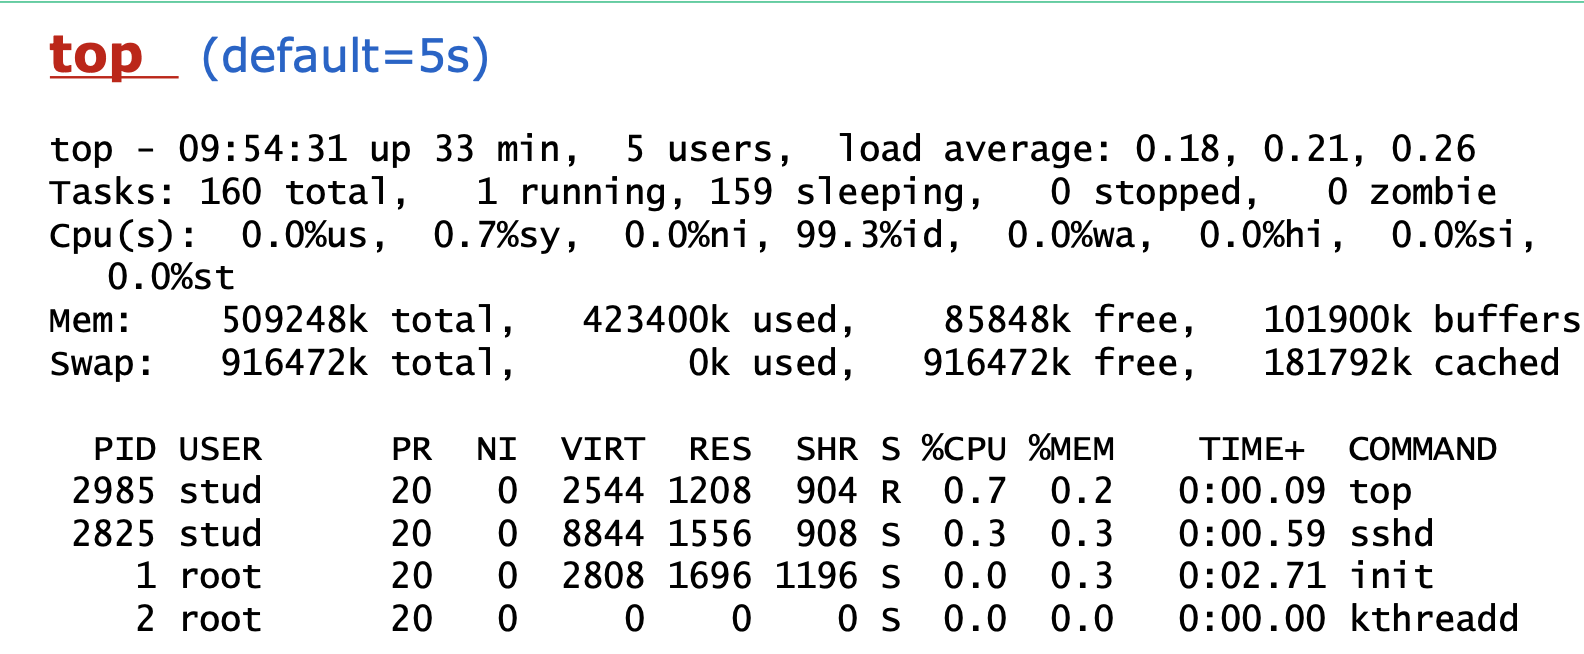 top (default=5s)
top - 09:54:31 up 33 min,  5 users,  load average: 0.18, 0.21, 0.26
Tasks: 160 total,   1 running, 159 sleeping,   0 stopped,   0 zombie
Cpu(s):  0.0%us,  0.7%sy,  0.0%ni, 99.3%id,  0.0%wa,  0.0%hi,  0.0%si,
0.0%st
Mem:    509248k total,   423400k used,    85848k free,   101900k buffers
Swap:   916472k total,        0k used,   916472k free,   181792k cached
PID USER      PR  NI  VIRT  RES  SHR S %CPU %MEM    TIME+  COMMAND
2985 stud      20   0  2544 1208  904 R  0.7  0.2   0:00.09 top
2825 stud      20   0  8844 1556  908 S  0.3  0.3   0:00.59 sshd
1 root      20   0  2808 1696 1196 S  0.0  0.3   0:02.71 init
2 root      20   0     0    0    0 S  0.0  0.0   0:00.00 kthreadd